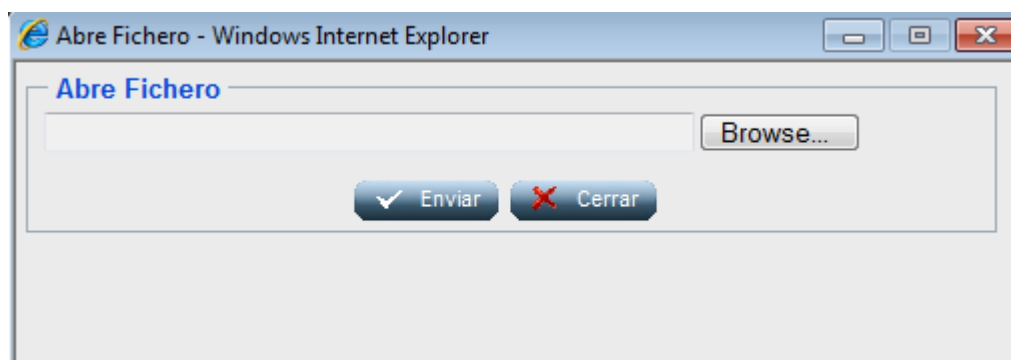 Abre Fichero - Windows Internet Explorer
Abre Fichero
Browse...
Enviar Cerrar